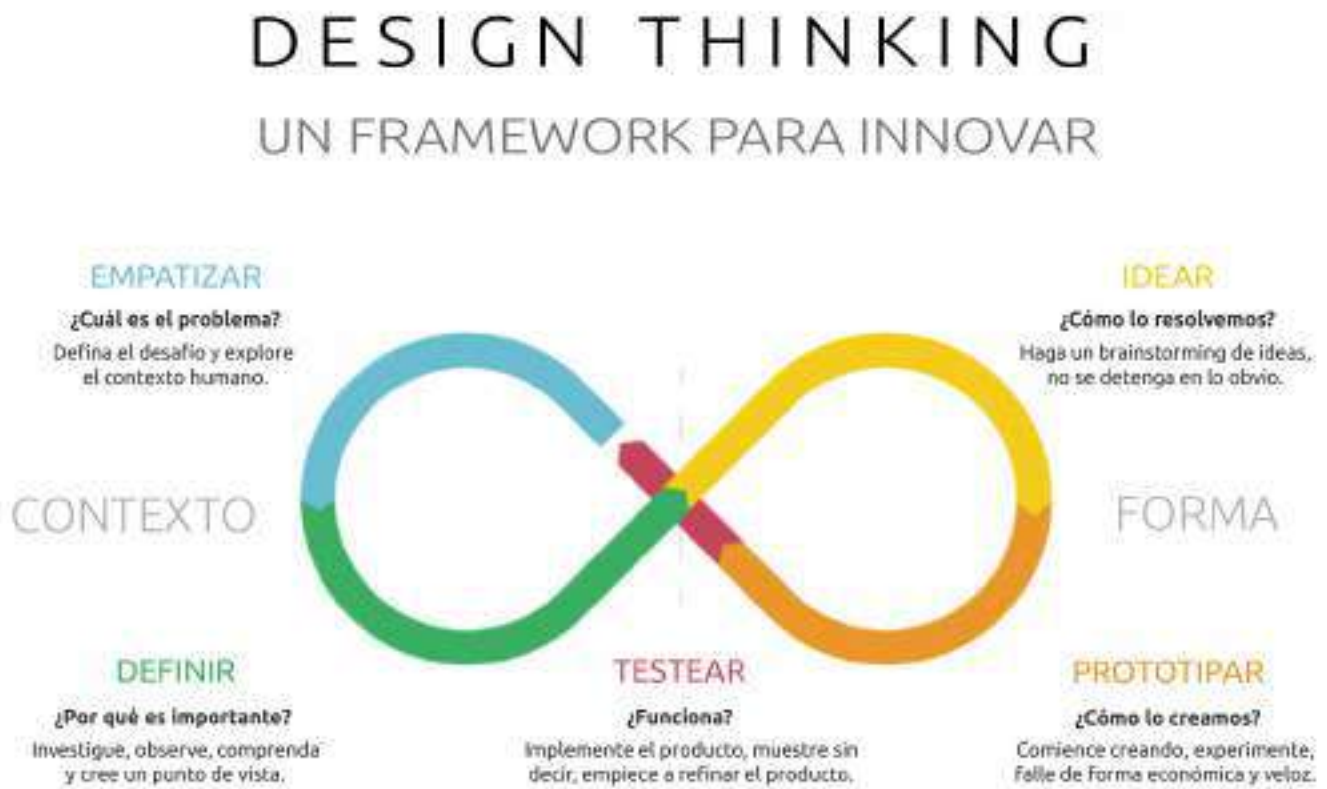 DESIGN THINKING
UN FRAMEWORK PARA INNOVAR
EMPATIZAR
¿Cuál es el problema?
Defina el desafío y explore
el contexto humano.
IDEAR
¿Cómo lo resolvemos?
Haga un brainstorming de ideas,
no se detenga en lo obvio.
CONTEXTO
FORMA
DEFINIR
¿Por qué es importante?
Investigue, observe, comprenda
y cree un punto de vista.
TESTEAR
¿Funciona?
Implemente el producto, muestre sin
decir, empiece a refinar el producto.
PROTOTIPAR
¿Cómo lo creamos?
Comience creando, experimente,
falle de forma económica y veloz.